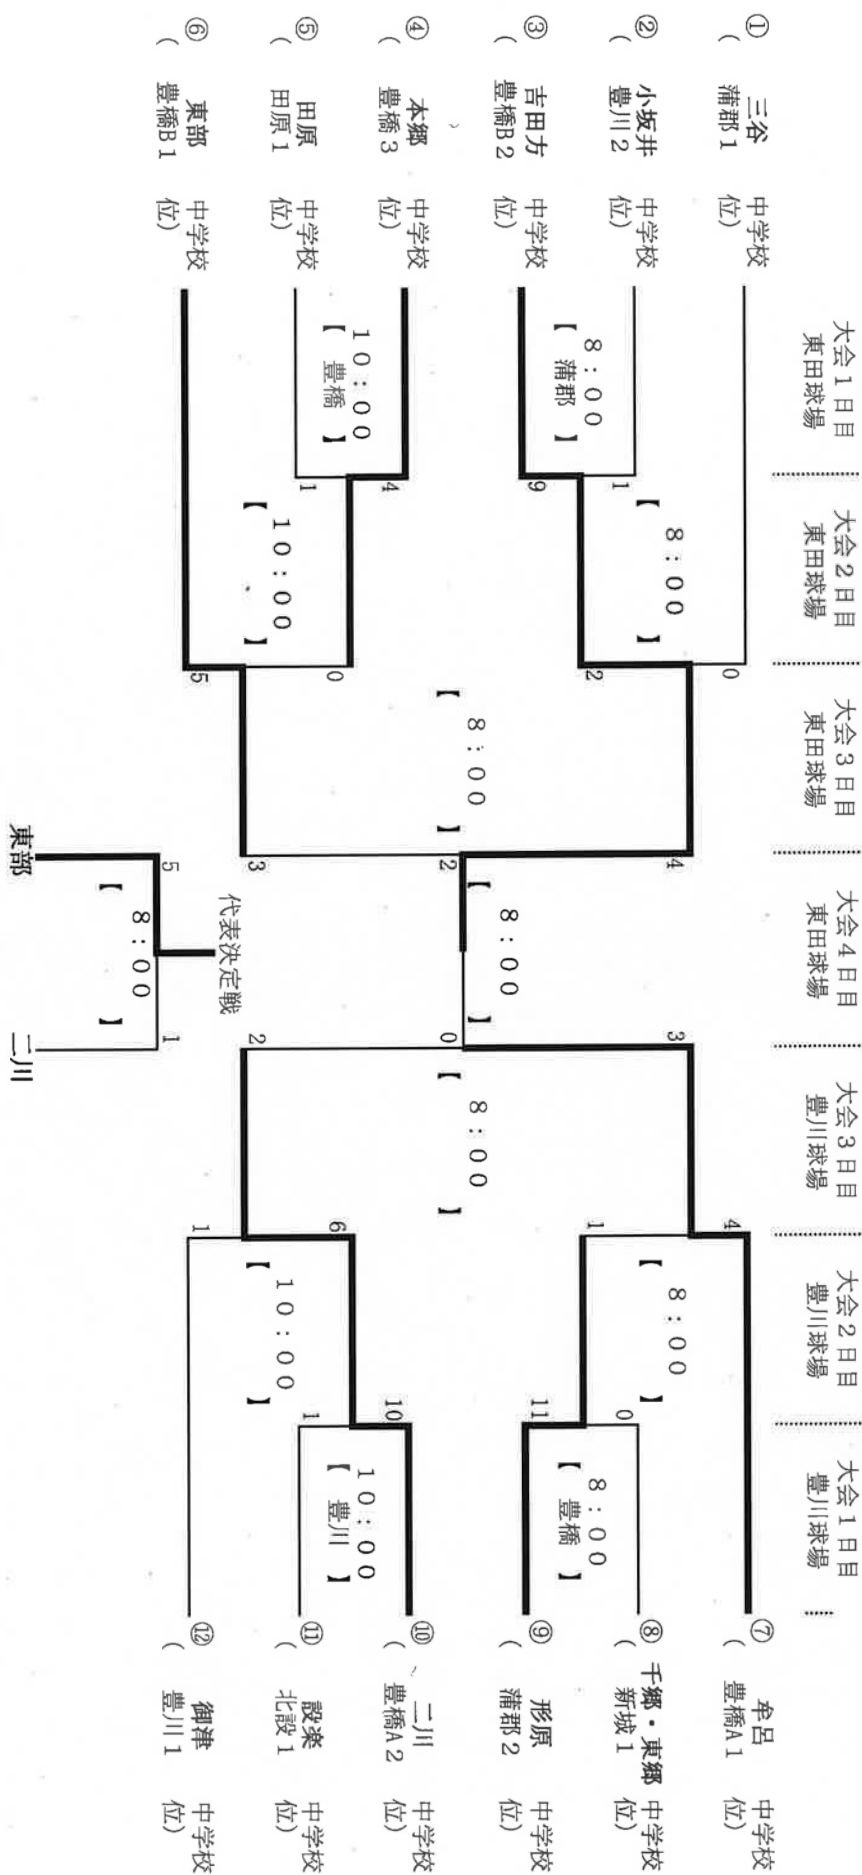 大会1日目
東田球場
大会2日目
東田球場
大会3日目
東田球場
大会4日目
東田球場
大会3日目
豊川球場
大会2日目
豊川球場
大会1日目
豊川球場
① 三谷 中学校
( 蒲郡1 位)
② 小坂井 中学校
( 豊川2 位)
③ 吉田方 中学校
( 豊橋B2 位)
④ 本郷 中学校
( 豊橋3 位)
⑤ 田原 中学校
( 田原1 位)
⑥ 東部 中学校
( 豊橋B1 位)
8:00
【 蒲郡 】
1
9
10:00
【 豊橋 】
4
1
8:00
【 】
0
2
10:00
【 】
0
5
8:00
【 】
4
3
8:00
【 】
2
0
代表決定戦
8:00
【 】
5
1
東部
二川
8:00
【 】
3
2
8:00
【 】
4
1
10:00
【 】
6
1
8:00
【 豊橋 】
0
11
10:00
【 豊川 】
10
1
⑦ 牟呂 中学校
( 豊橋A1 位)
⑧ 千郷・東郷 中学校
( 新城1 位)
⑨ 形原 中学校
( 蒲郡2 位)
⑩ 二川 中学校
( 豊橋A2 位)
⑪ 設楽 中学校
( 北設1 位)
⑫ 御津 中学校
( 豊川1 位)